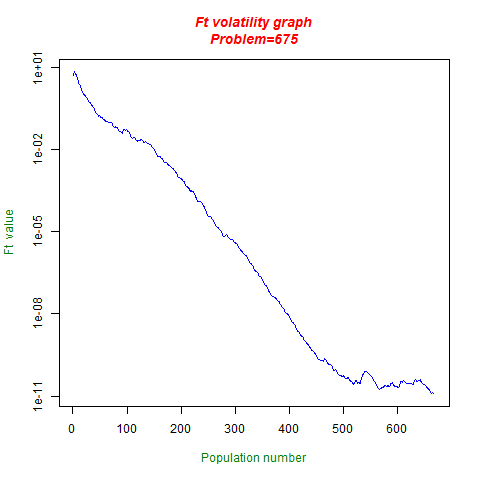 Ft volatility graph
Problem=675
1e+01
1e-02
1e-05
1e-08
1e-11
Ft value
0 100 200 300 400 500 600
Population number